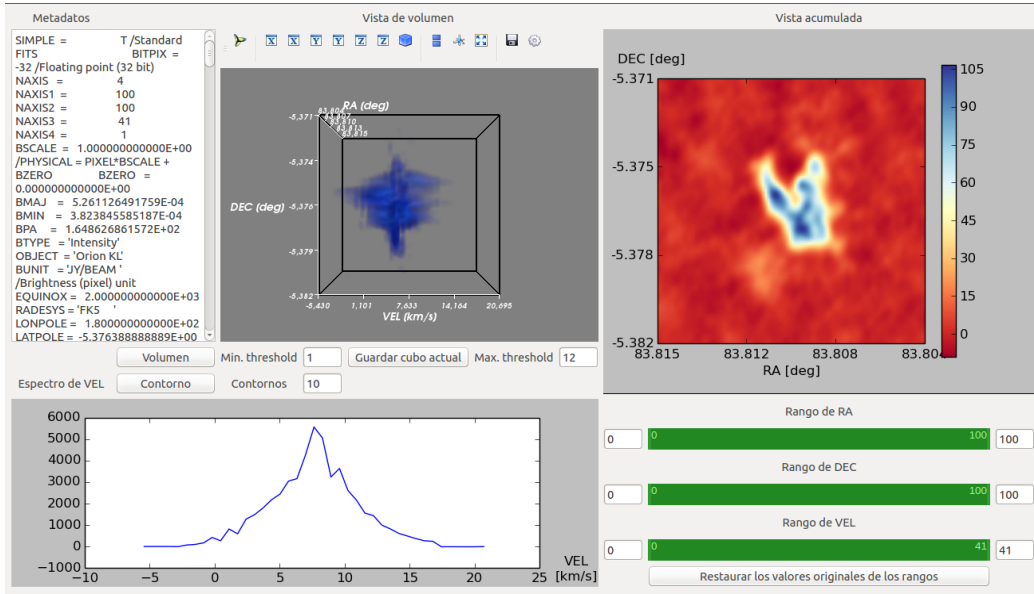 Metadatos
SIMPLE = T /Standard
FITS BITPIX =
-32 /Floating point (32 bit)
NAXIS = 4
NAXIS1 = 100
NAXIS2 = 100
NAXIS3 = 41
NAXIS4 = 1
BSCALE = 1.000000000000E+00
/PHYSICAL = PIXEL*BSCALE +
BZERO BZERO =
0.000000000000E+00
BMAJ = 5.261126491759E-04
BMIN = 3.823845585187E-04
BPA = 1.648626861572E+02
BTYPE = 'Intensity'
OBJECT = 'Orion KL'
BUNIT = 'JY/BEAM '
/Brightness (pixel) unit
EQUINOX = 2.000000000000E+03
RADESYS = 'FK5 '
LONPOLE = 1.800000000000E+02
LATPOLE = -5.376388888889E+00
Vista de volumen
X X Y Y Z Z
RA (deg)
83.815
-5,371
-5,374
DEC (deg) -5,376
-5,379
-5,382
-5,430 1,101 7,633 14,164 20,695
VEL (km/s)
Vista acumulada
DEC [deg]
-5.371
-5.375
-5.378
-5.382
83.815 83.812 83.808 83.804
RA [deg]
105
90
75
60
45
30
15
0
Volumen Min. threshold 1 Guardar cubo actual Max. threshold 12
Espectro de VEL Contorno Contornos 10
6000
5000
4000
3000
2000
1000
0
-1000
-10 -5 0 5 10 15 20 25
VEL
[km/s]
Rango de RA
0 0 100 100
Rango de DEC
0 0 100 100
Rango de VEL
0 0 41 41
Restaurar los valores originales de los rangos